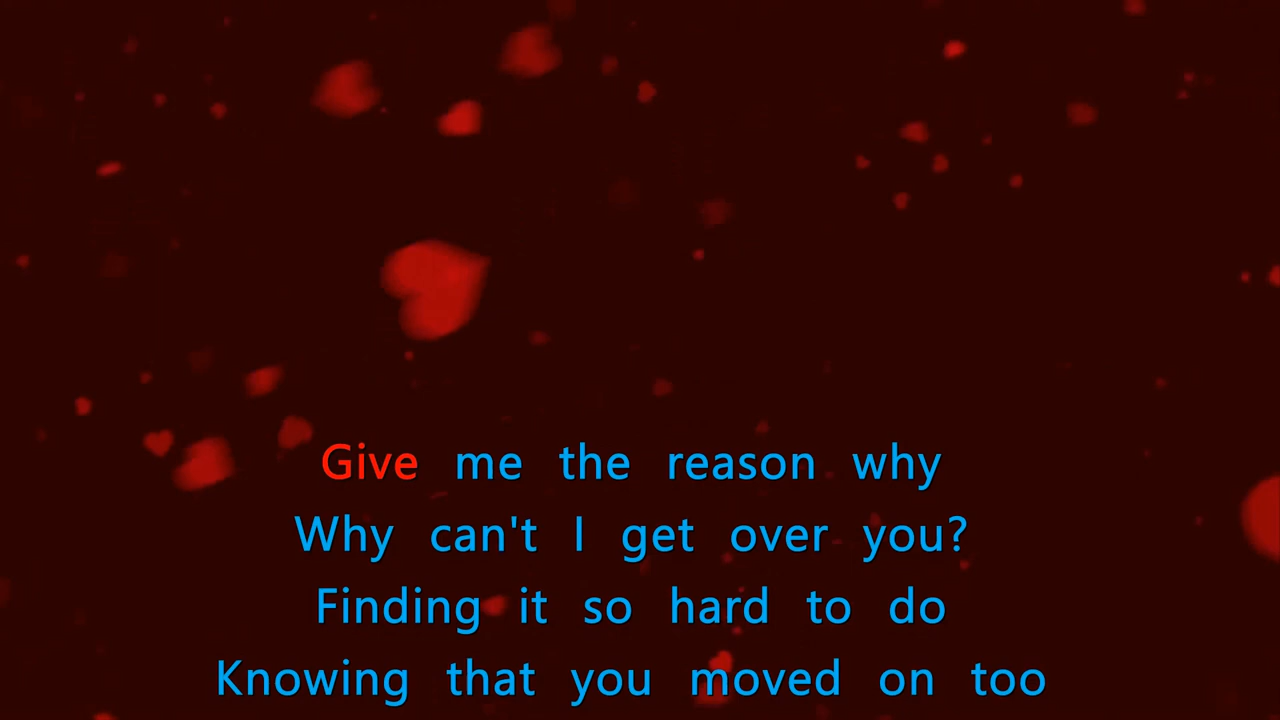 Give me the reason why
Why can't I get over you?
Finding it so hard to do
Knowing that you moved on too